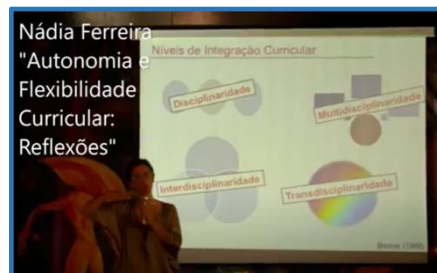 Nádia Ferreira
"Autonomia e
Flexibilidade
Curricular:
Reflexões"
Níveis de Integração Curricular
Disciplinaridade
Multidisciplinaridade
Interdisciplinaridade
Transdisciplinaridade